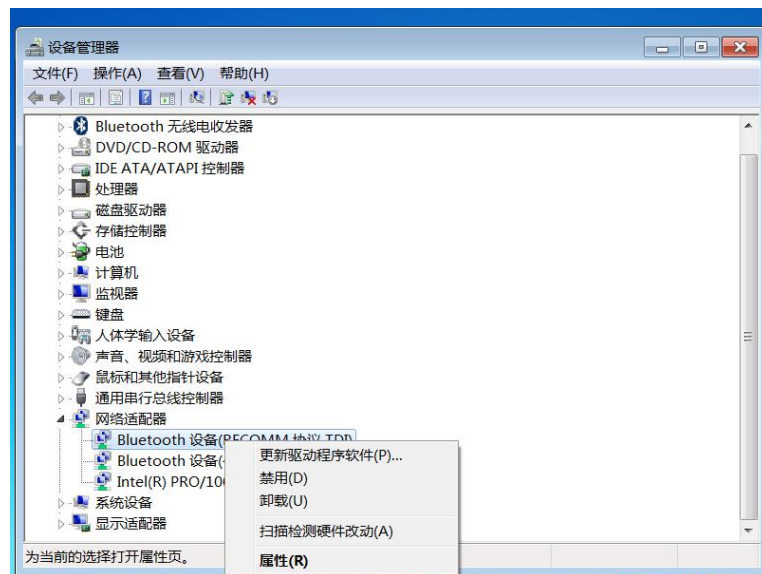 设备管理器
文件(F) 操作(A) 查看(V) 帮助(H)
Bluetooth 无线电收发器
DVD/CD-ROM 驱动器
IDE ATA/ATAPI 控制器
处理器
磁盘驱动器
存储控制器
电池
计算机
监视器
键盘
人体学输入设备
声音、视频和游戏控制器
鼠标和其他指针设备
通用串行总线控制器
网络适配器
Bluetooth 设备(RFCOMM 协议 TDI)
Bluetooth 设备(
Intel(R) PRO/10
系统设备
显示适配器
更新驱动程序软件(P)...
禁用(D)
卸载(U)
扫描检测硬件改动(A)
属性(R)
为当前的选择打开属性页。